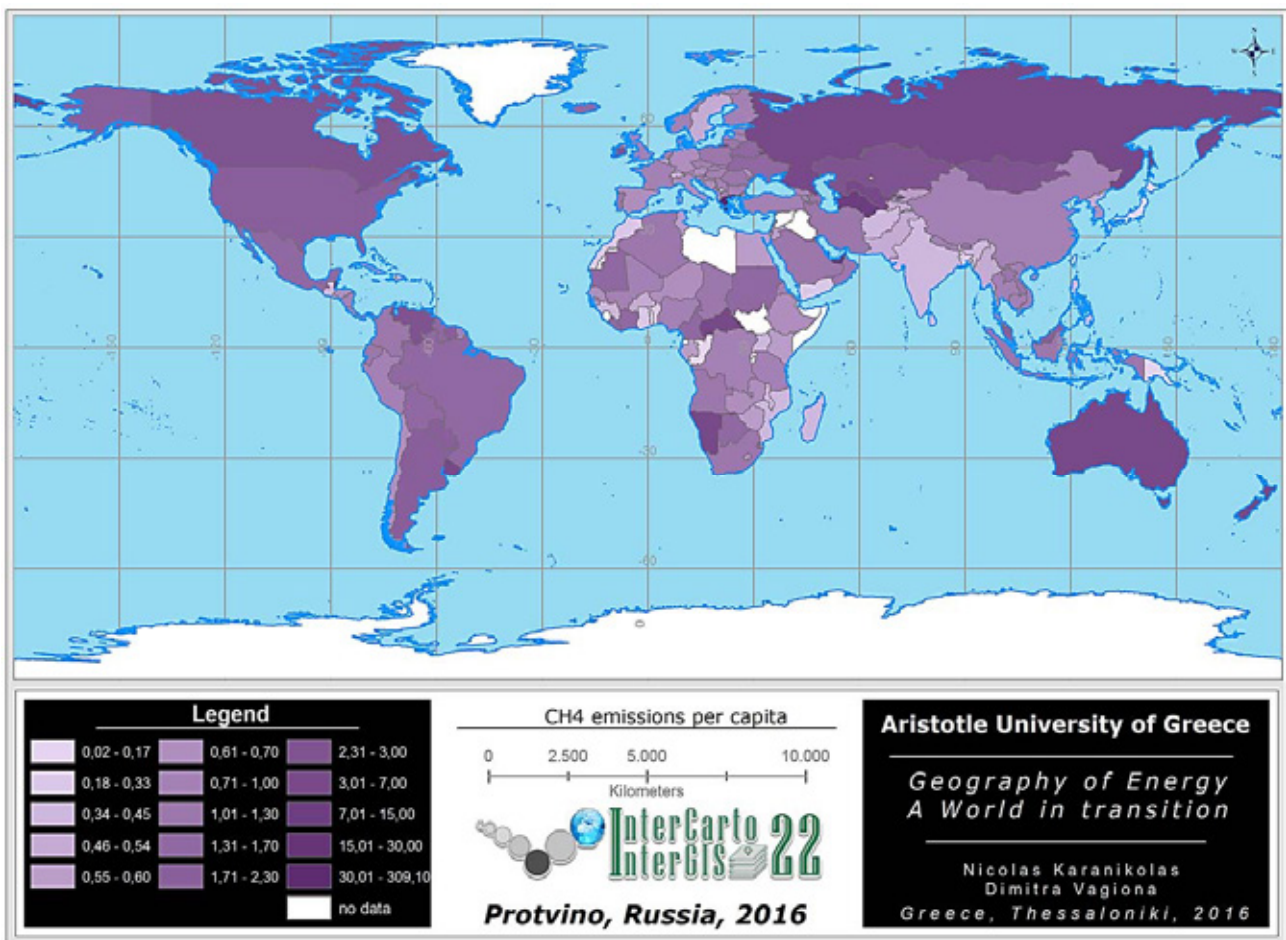 Legend
0,02 - 0,17
0,18 - 0,33
0,34 - 0,45
0,46 - 0,54
0,55 - 0,60
0,61 - 0,70
0,71 - 1,00
1,01 - 1,30
1,31 - 1,70
1,71 - 2,30
2,31 - 3,00
3,01 - 7,00
7,01 - 15,00
15,01 - 30,00
30,01 - 309,10
no data
CH4 emissions per capita
0 2.500 5.000 10.000
Kilometers
InterCarto
InterGIS 22
Protvino, Russia, 2016
Aristotle University of Greece
Geography of Energy
A World in transition
Nicolas Karanikolas
Dimitra Vagiona
Greece, Thessaloniki, 2016